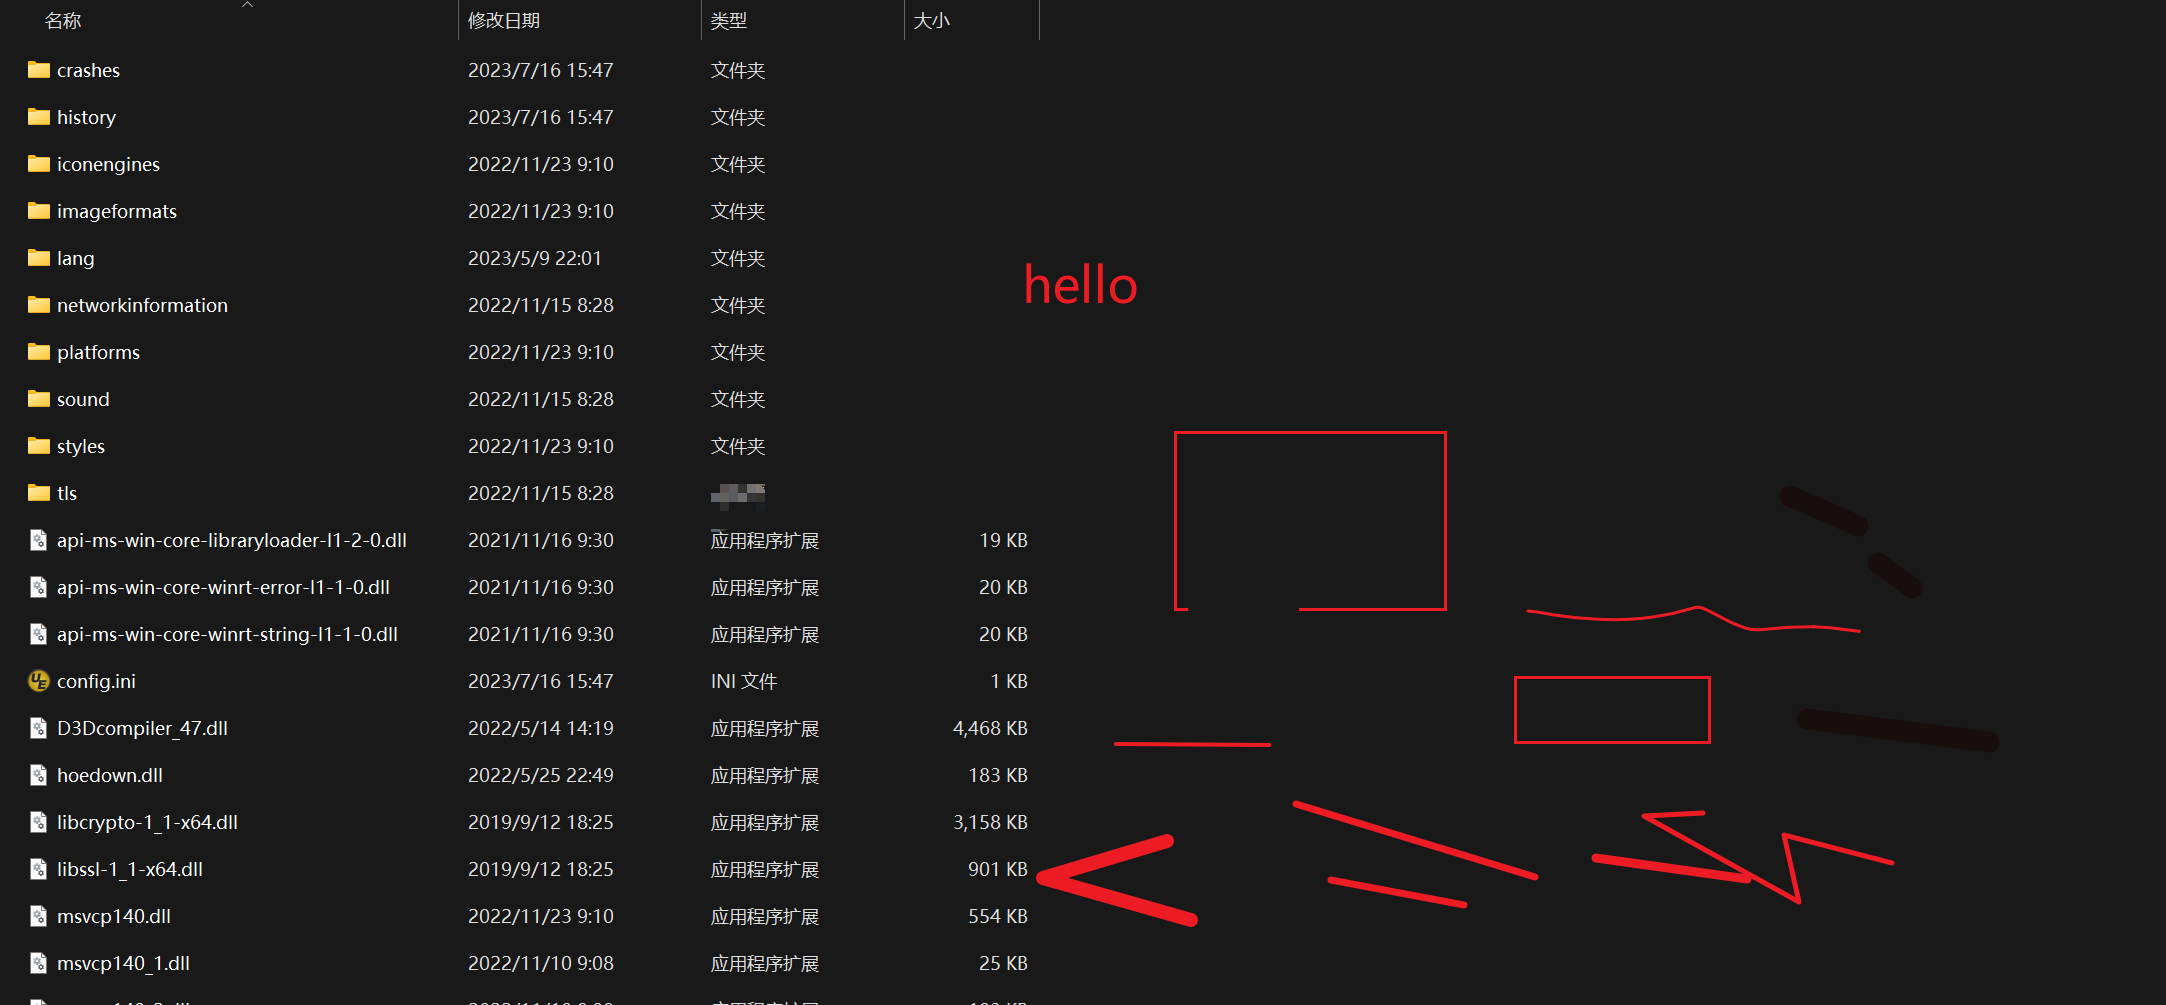 名称 修改日期 类型 大小
crashes 2023/7/16 15:47 文件夹
history 2023/7/16 15:47 文件夹
iconengines 2022/11/23 9:10 文件夹
imageformats 2022/11/23 9:10 文件夹
lang 2023/5/9 22:01 文件夹
hello
networkinformation 2022/11/15 8:28 文件夹
platforms 2022/11/23 9:10 文件夹
sound 2022/11/15 8:28 文件夹
styles 2022/11/23 9:10 文件夹
tls 2022/11/15 8:28
api-ms-win-core-libraryloader-l1-2-0.dll 2021/11/16 9:30 应用程序扩展 19 KB
api-ms-win-core-winrt-error-l1-1-0.dll 2021/11/16 9:30 应用程序扩展 20 KB
api-ms-win-core-winrt-string-l1-1-0.dll 2021/11/16 9:30 应用程序扩展 20 KB
config.ini 2023/7/16 15:47 INI 文件 1 KB
D3Dcompiler_47.dll 2022/5/14 14:19 应用程序扩展 4,468 KB
hoedown.dll 2022/5/25 22:49 应用程序扩展 183 KB
libcrypto-1_1-x64.dll 2019/9/12 18:25 应用程序扩展 3,158 KB
libssl-1_1-x64.dll 2019/9/12 18:25 应用程序扩展 901 KB
msvcp140.dll 2022/11/23 9:10 应用程序扩展 554 KB
msvcp140_1.dll 2022/11/10 9:08 应用程序扩展 25 KB